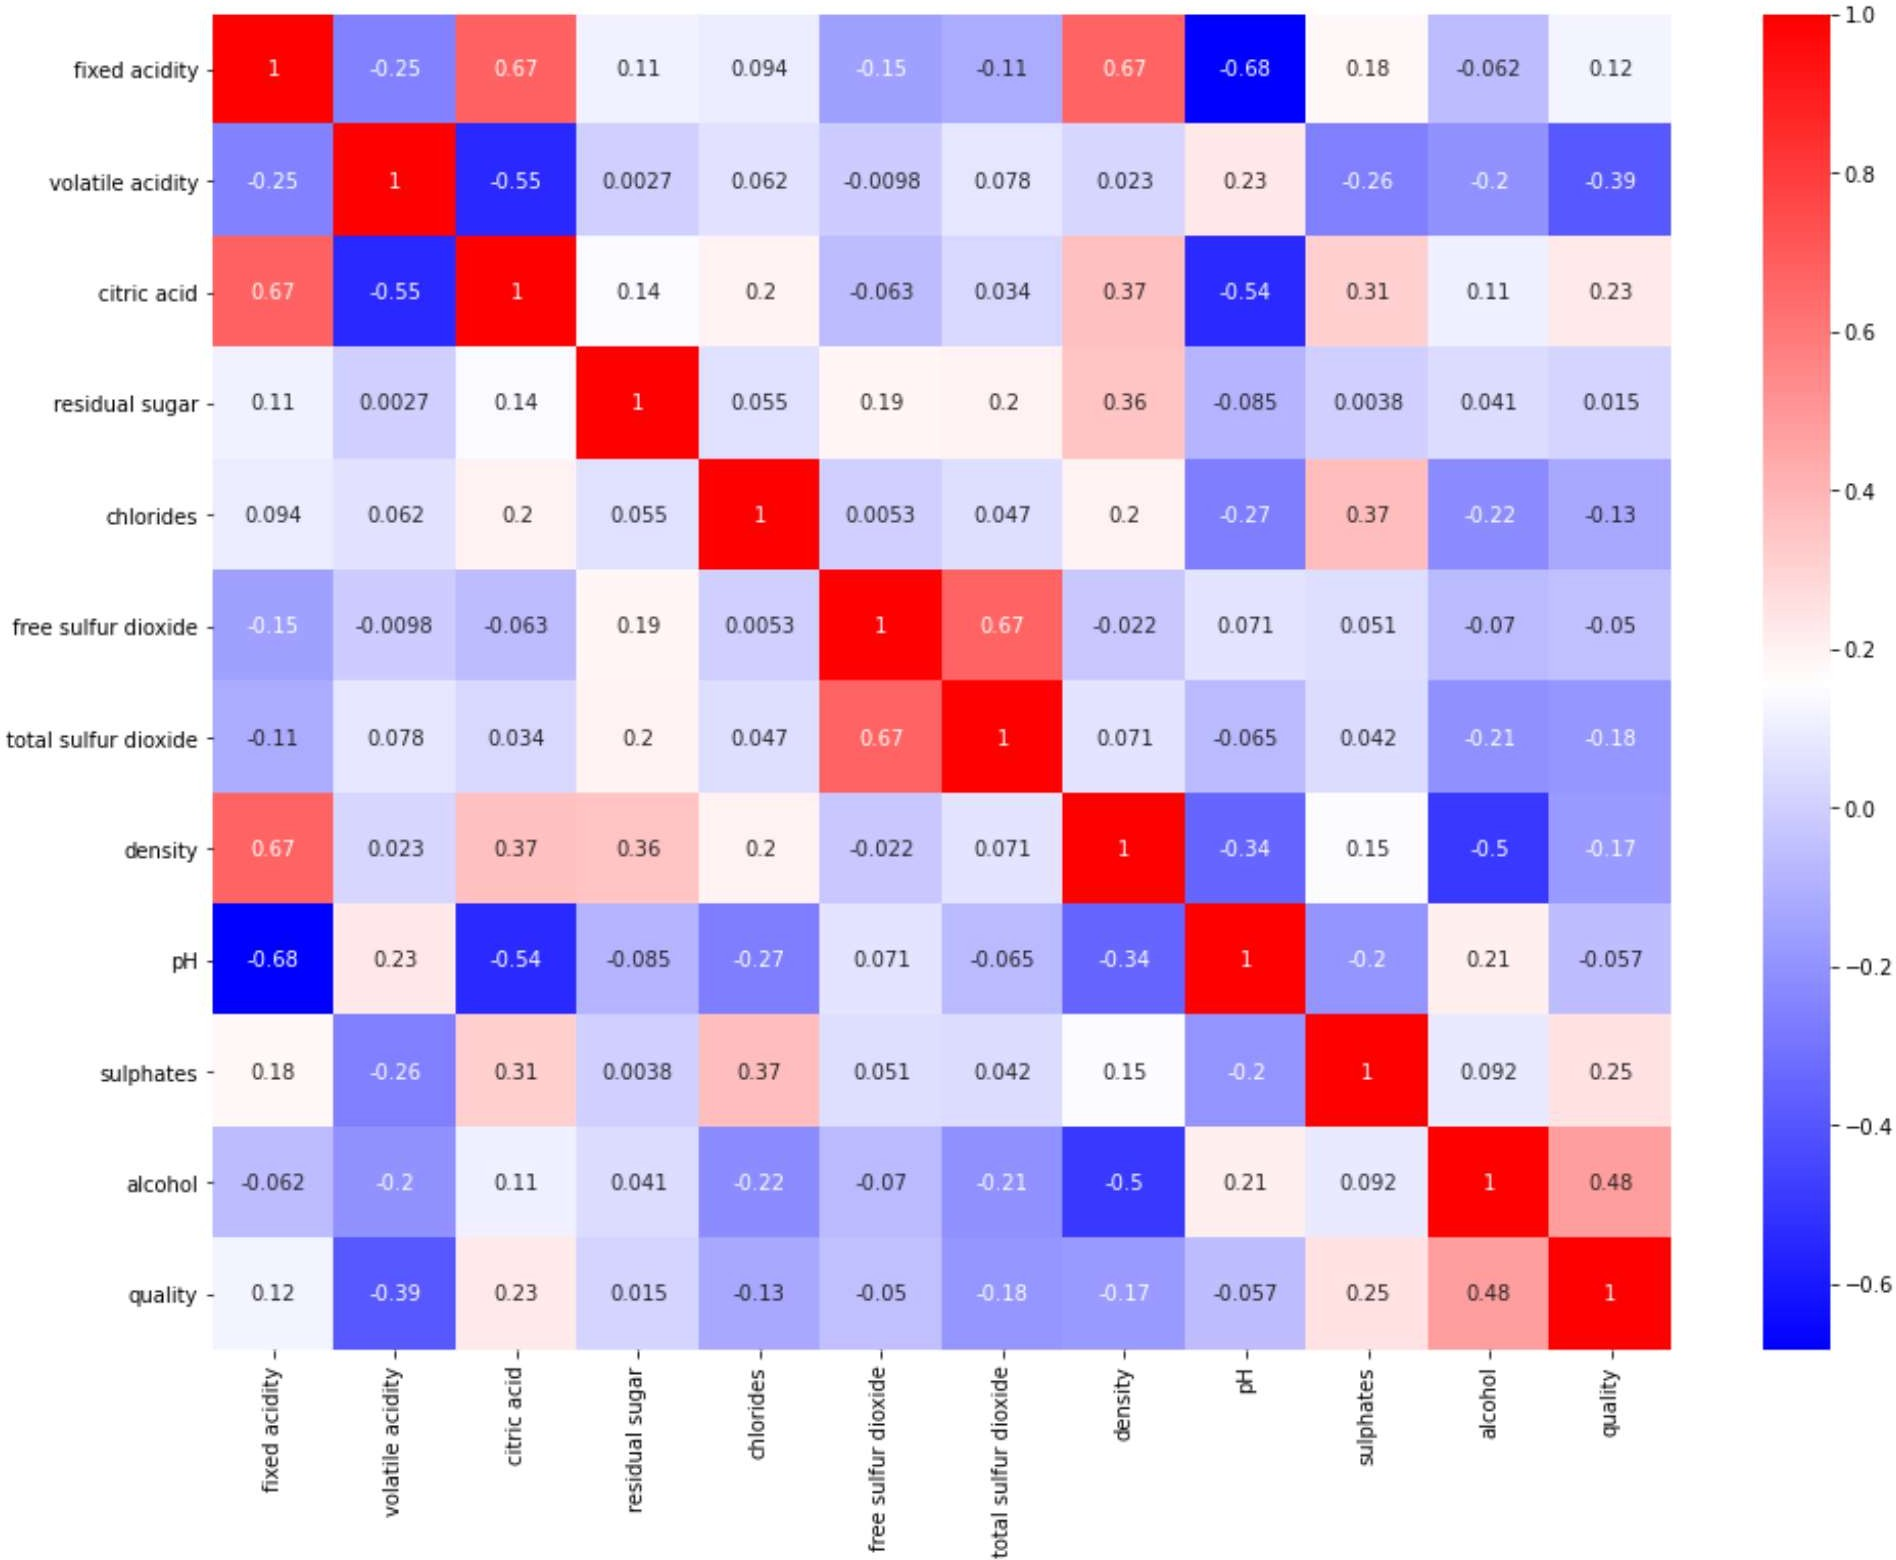 fixed acidity 1 -0.25 0.67 0.11 0.094 -0.15 -0.11 0.67 -0.68 0.18 -0.062 0.12
volatile acidity -0.25 1 -0.55 0.0027 0.062 -0.0098 0.078 0.023 0.23 -0.26 -0.2 -0.39
citric acid 0.67 -0.55 1 0.14 0.2 -0.063 0.034 0.37 -0.54 0.31 0.11 0.23
residual sugar 0.11 0.0027 0.14 1 0.055 0.19 0.2 0.36 -0.085 0.0038 0.041 0.015
chlorides 0.094 0.062 0.2 0.055 1 0.0053 0.047 0.2 -0.27 0.37 -0.22 -0.13
free sulfur dioxide -0.15 -0.0098 -0.063 0.19 0.0053 1 0.67 -0.022 0.071 0.051 -0.07 -0.05
total sulfur dioxide -0.11 0.078 0.034 0.2 0.047 0.67 1 0.071 -0.065 0.042 -0.21 -0.18
density 0.67 0.023 0.37 0.36 0.2 -0.022 0.071 1 -0.34 0.15 -0.5 -0.17
pH -0.68 0.23 -0.54 -0.085 -0.27 0.071 -0.065 -0.34 1 -0.2 0.21 -0.057
sulphates 0.18 -0.26 0.31 0.0038 0.37 0.051 0.042 0.15 -0.2 1 0.092 0.25
alcohol -0.062 -0.2 0.11 0.041 -0.22 -0.07 -0.21 -0.5 0.21 0.092 1 0.48
quality 0.12 -0.39 0.23 0.015 -0.13 -0.05 -0.18 -0.17 -0.057 0.25 0.48 1
fixed acidity
volatile acidity
citric acid
residual sugar
chlorides
free sulfur dioxide
total sulfur dioxide
density
pH
sulphates
alcohol
quality
1.0
0.8
0.6
0.4
0.2
0.0
−0.2
−0.4
−0.6